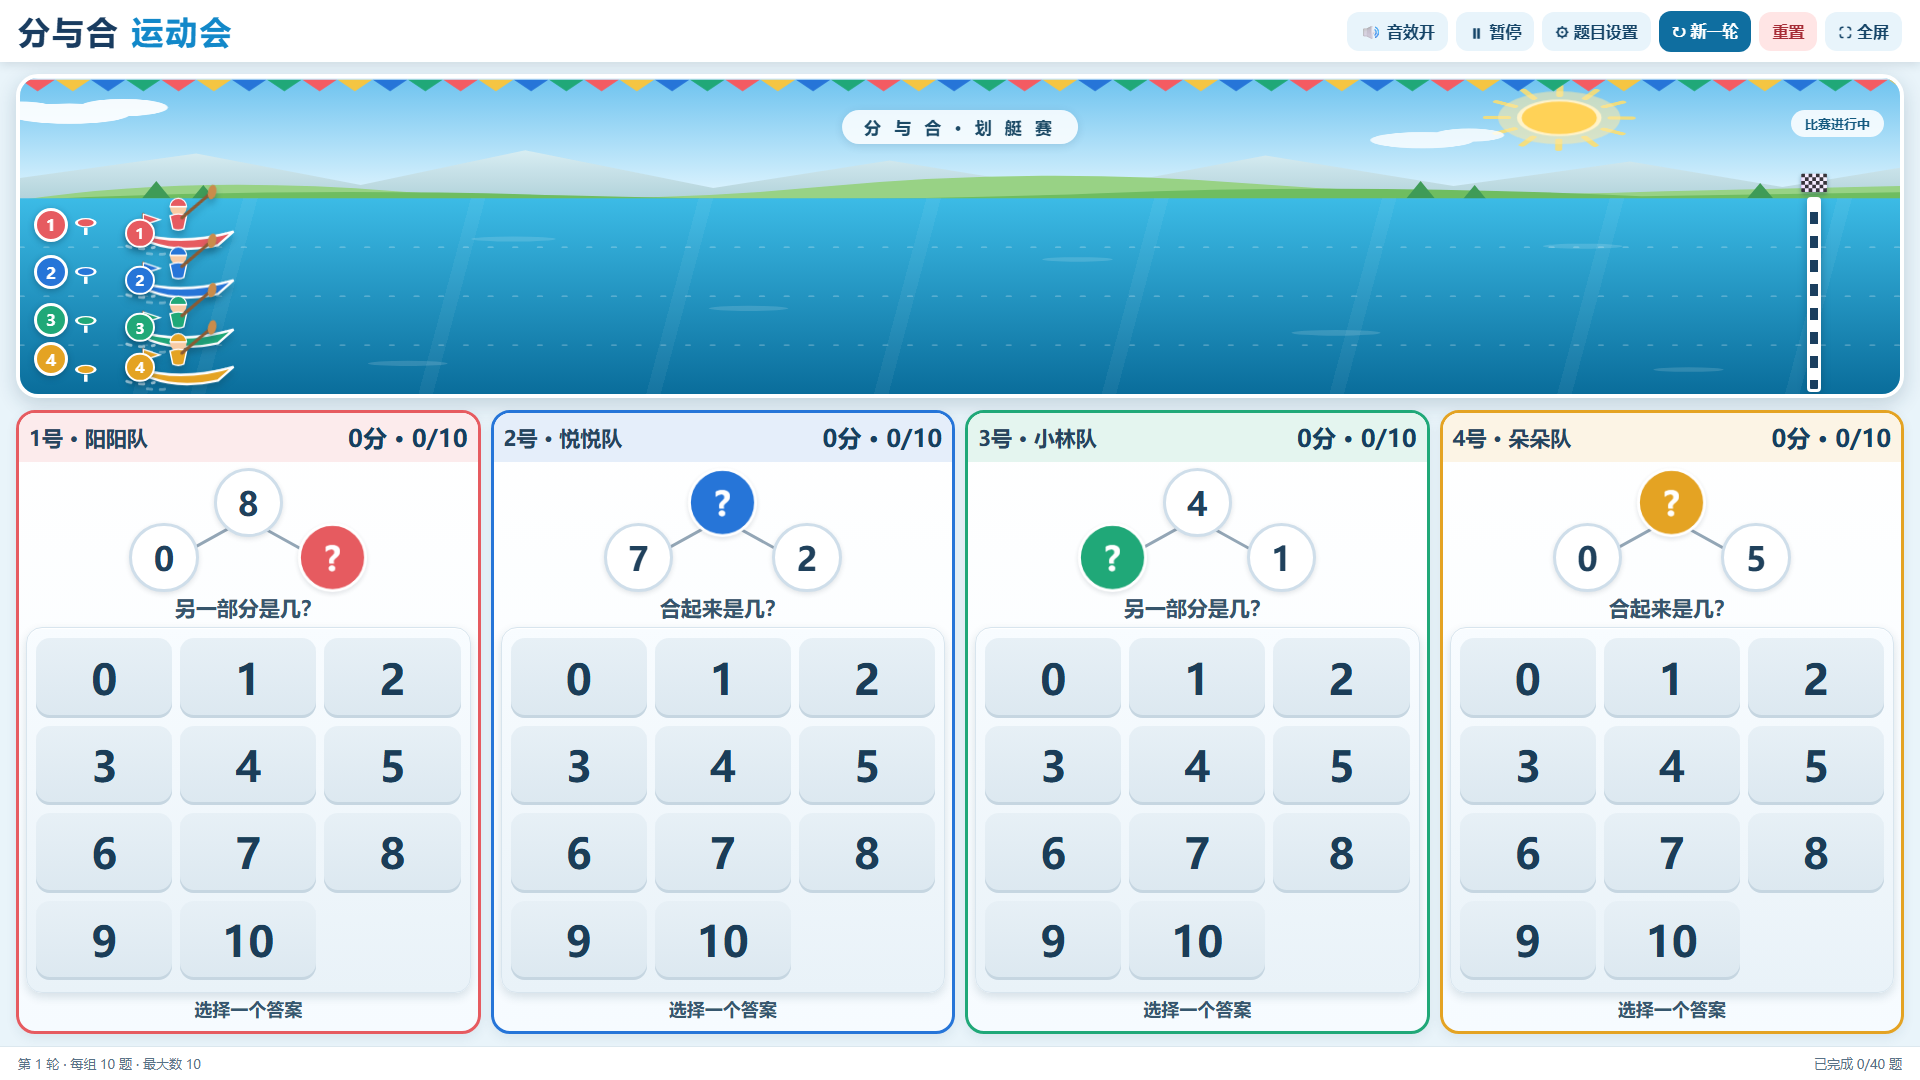 分与合 运动会
音效开
暂停
题目设置
新一轮
重置
全屏
分 与 合 · 划 艇 赛
比赛进行中
1
1
2
2
3
3
4
4
1号 · 阳阳队 0分 · 0/10
8
0 ?
另一部分是几?
0 1 2
3 4 5
6 7 8
9 10
选择一个答案
2号 · 悦悦队 0分 · 0/10
?
7 2
合起来是几?
0 1 2
3 4 5
6 7 8
9 10
选择一个答案
3号 · 小林队 0分 · 0/10
4
? 1
另一部分是几?
0 1 2
3 4 5
6 7 8
9 10
选择一个答案
4号 · 朵朵队 0分 · 0/10
?
0 5
合起来是几?
0 1 2
3 4 5
6 7 8
9 10
选择一个答案
第 1 轮 · 每组 10 题 · 最大数 10
已完成 0/40 题